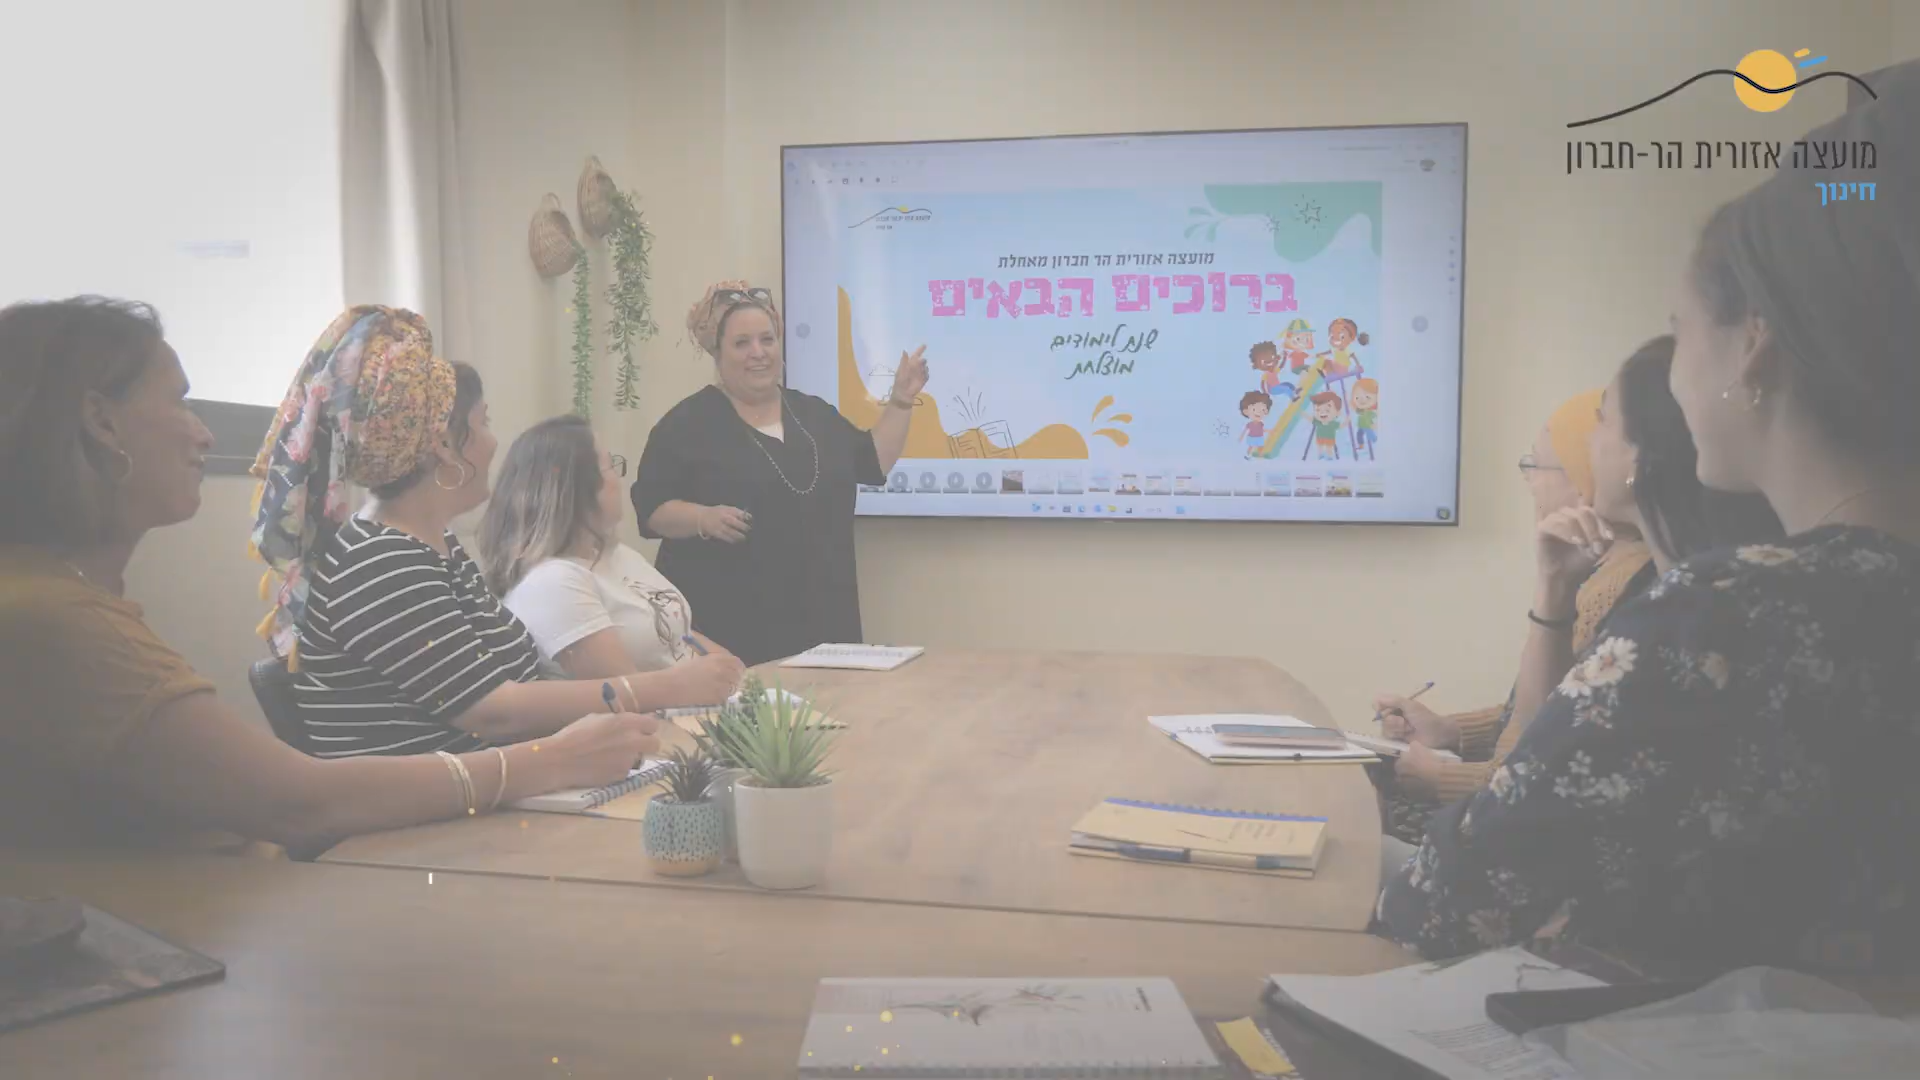 מועצה אזורית הר-חברון
חינוך
מועצה אזורית הר חברון מאחלת
ברוכים הבאים
שנת לימודים
מוצלחת